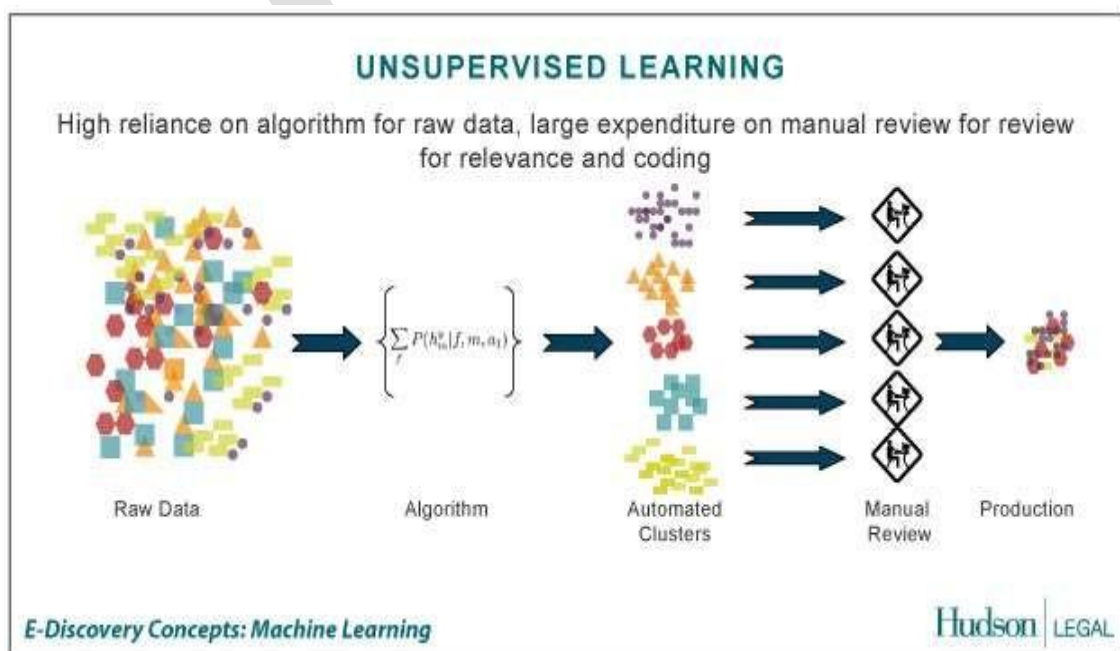 UNSUPERVISED LEARNING
High reliance on algorithm for raw data, large expenditure on manual review for review
for relevance and coding
Raw Data
Algorithm
Automated
Clusters
Manual
Review
Production
E-Discovery Concepts: Machine Learning
Hudson LEGAL